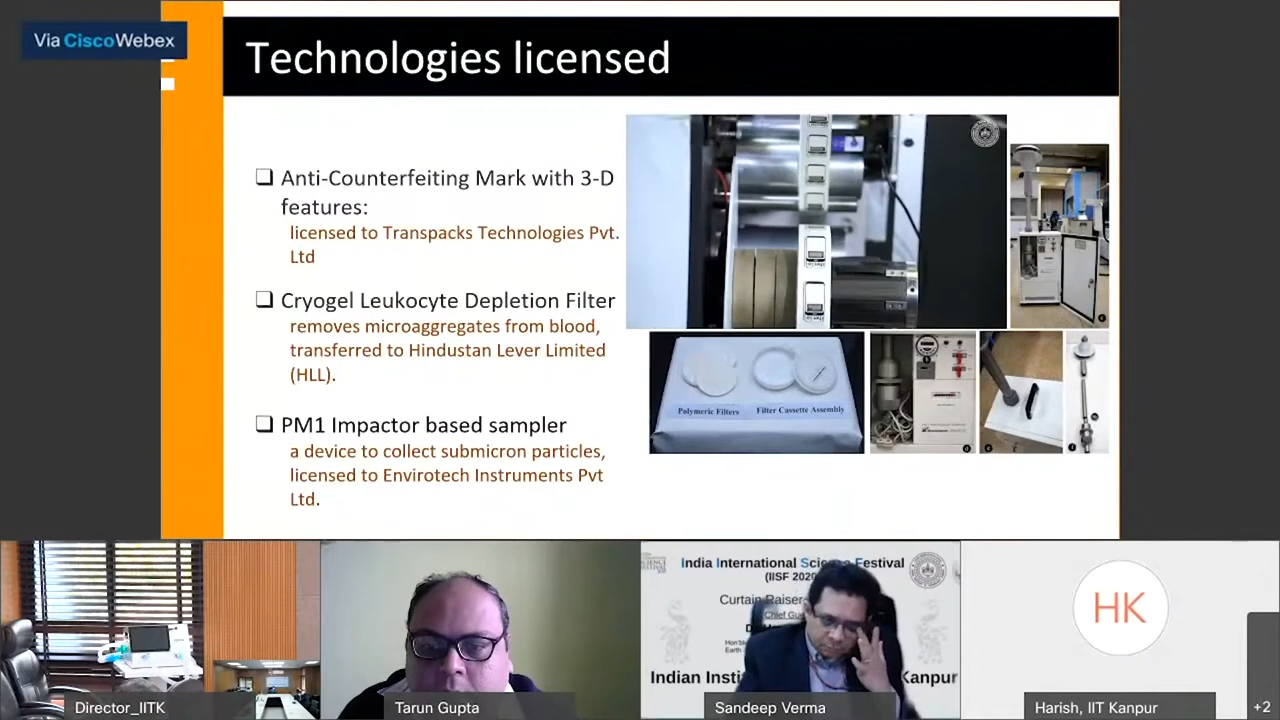 Via CiscoWebex
Technologies licensed
❑ Anti-Counterfeiting Mark with 3-D
features:
licensed to Transpacks Technologies Pvt.
Ltd
❑ Cryogel Leukocyte Depletion Filter
removes microaggregates from blood,
transferred to Hindustan Lever Limited
(HLL).
❑ PM1 Impactor based sampler
a device to collect submicron particles,
licensed to Envirotech Instruments Pvt
Ltd.
Polymeric Filters
Filter Cassette Assembly
Director_IITK
Tarun Gupta
India International Science Festival
(IISF 2020
Curtain Raiser
Chief Gu
Earth
Indian Instit
Kanpur
Sandeep Verma
HK
Harish, IIT Kanpur
+2